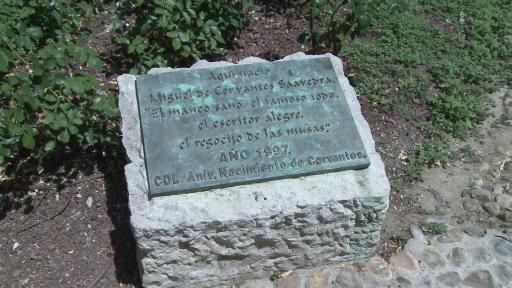 Aquí nació
Miguel de Cervantes Saavedra,
"El manco sano, el famoso todo,
el escritor alegre,
el regocijo de las musas".
AÑO 1997.
CDL Aniv. Nacimiento de Cervantes.